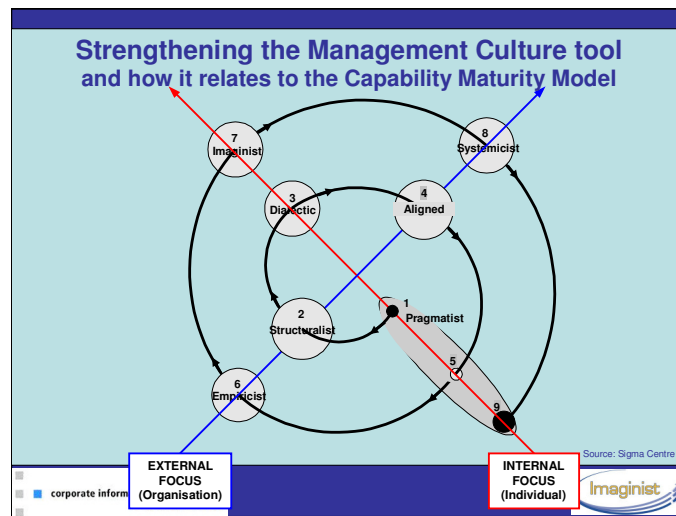 Strengthening the Management Culture tool
and how it relates to the Capability Maturity Model
7
Imaginist
8
Systemicist
3
Dialectic
4
Aligned
1
Pragmatist
2
Structuralist
5
6
Empiricist
9
Source: Sigma Centre
EXTERNAL
FOCUS
(Organisation)
INTERNAL
FOCUS
(Individual)
corporate inform
Imaginist